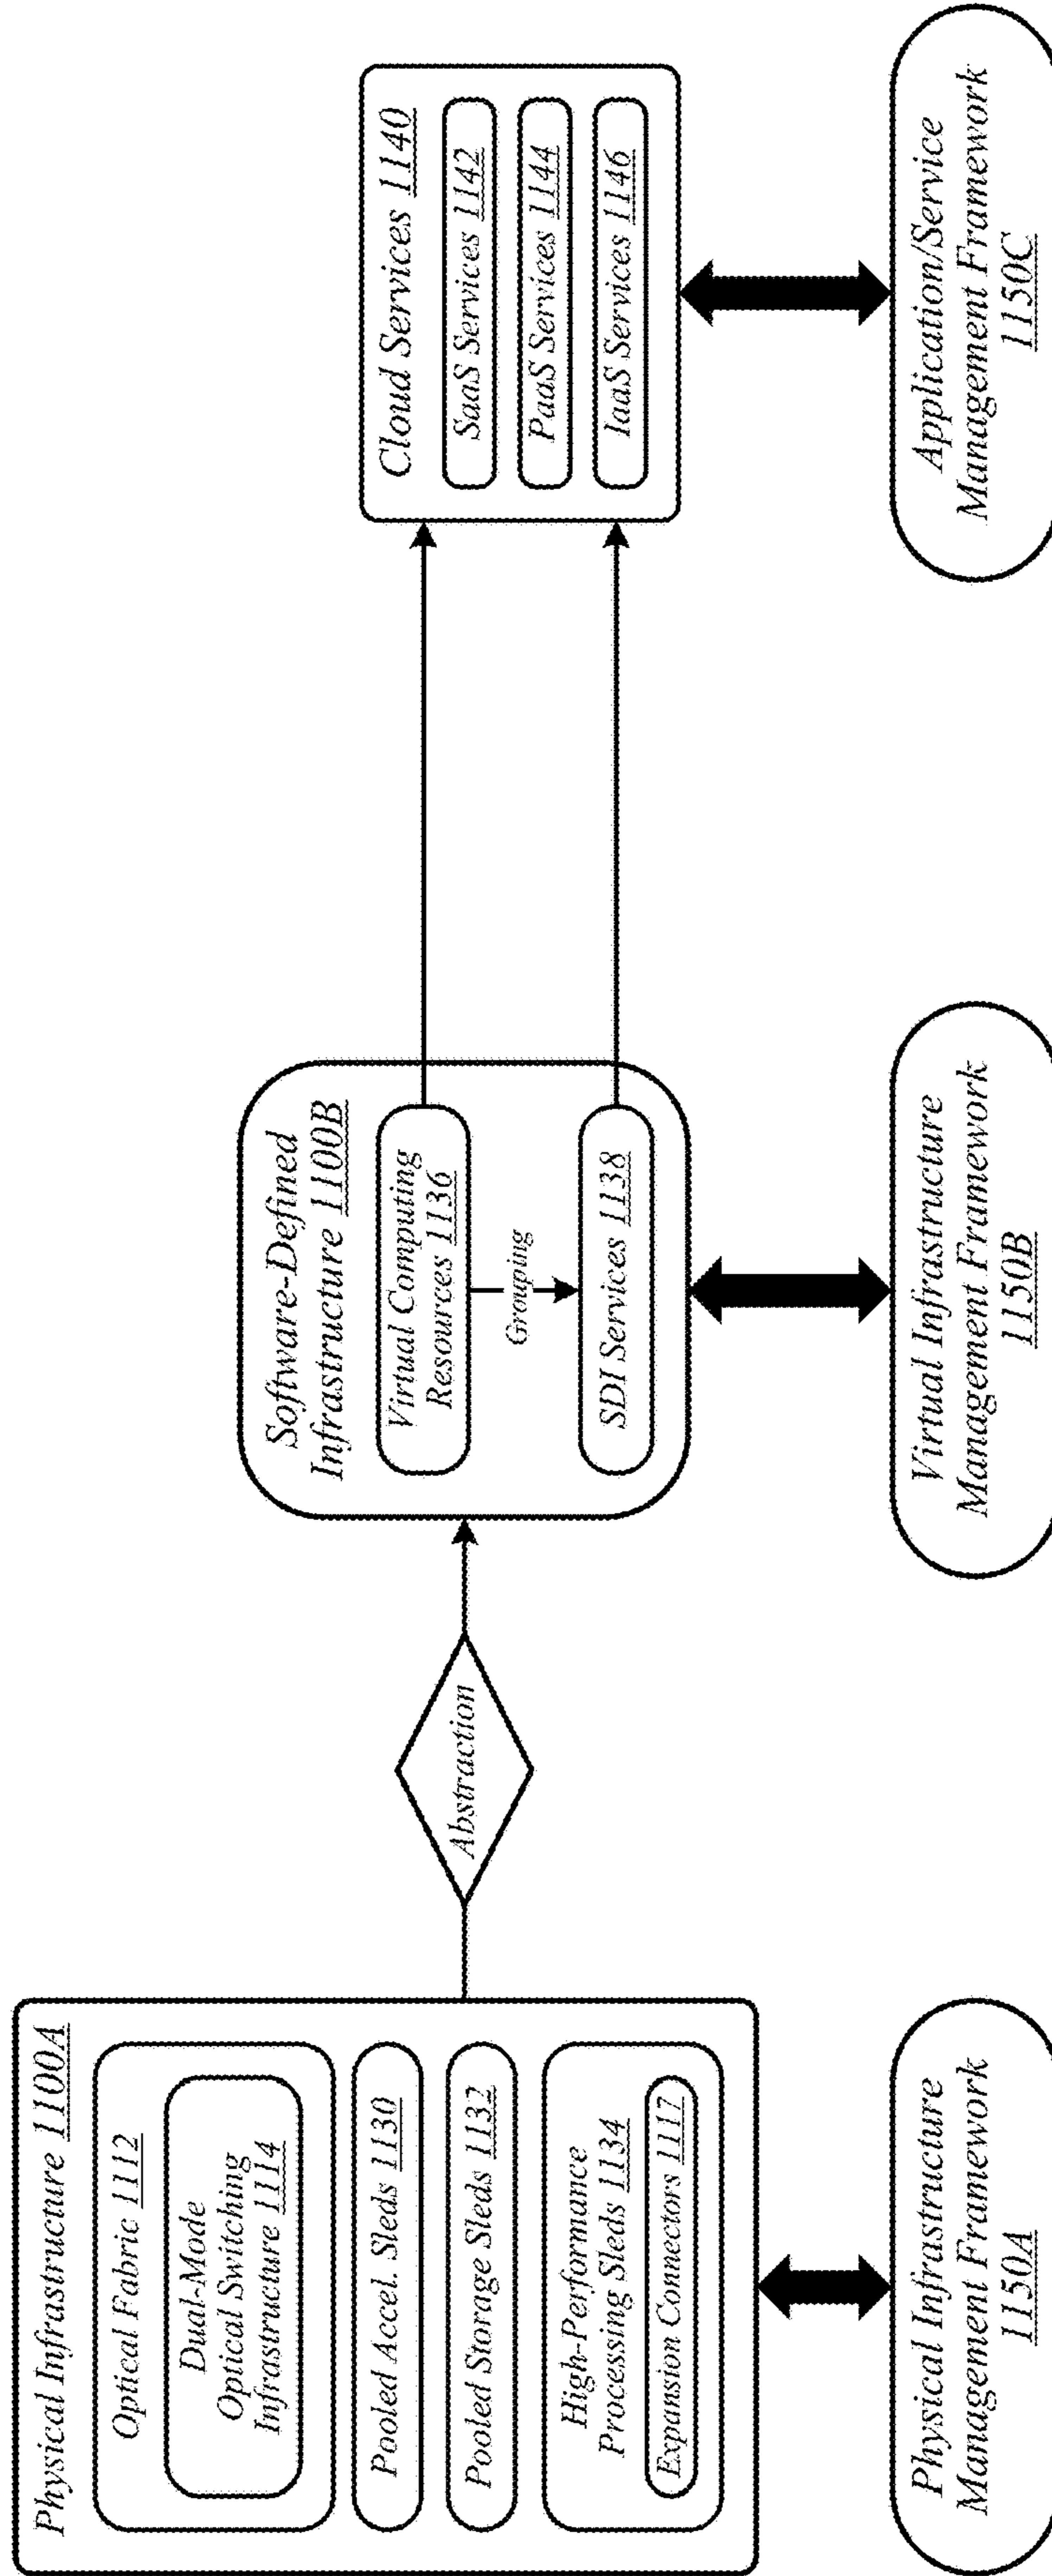 Physical Infrastructure 1100A
Optical Fabric 1112
Dual-Mode
Optical Switching
Infrastructure 1114
Pooled Accel. Sleds 1130
Pooled Storage Sleds 1132
High-Performance
Processing Sleds 1134
Expansion Connectors 1117
Physical Infrastructure
Management Framework
1150A
Abstraction
Software-Defined
Infrastructure 1100B
Virtual Computing
Resources 1136
Grouping
SDI Services 1138
Virtual Infrastructure
Management Framework
1150B
Cloud Services 1140
SaaS Services 1142
PaaS Services 1144
IaaS Services 1146
Application/Service
Management Framework
1150C